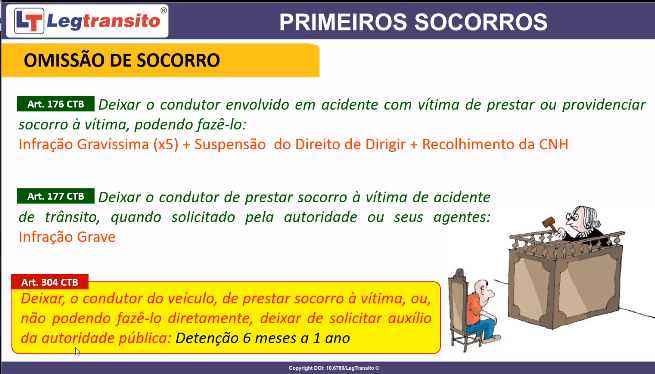 LT Legtransito®
PRIMEIROS SOCORROS
OMISSÃO DE SOCORRO
Art. 176 CTB Deixar o condutor envolvido em acidente com vítima de prestar ou providenciar
socorro à vítima, podendo fazê-lo:
Infração Gravíssima (x5) + Suspensão do Direito de Dirigir + Recolhimento da CNH
Art. 177 CTB Deixar o condutor de prestar socorro à vítima de acidente
de trânsito, quando solicitado pela autoridade ou seus agentes:
Infração Grave
Art. 304 CTB
Deixar, o condutor do veículo, de prestar socorro à vítima, ou,
não podendo fazê-lo diretamente, deixar de solicitar auxílio
da autoridade pública: Detenção 6 meses a 1 ano
Copyright DOI: 10.6789/LegTransito ©